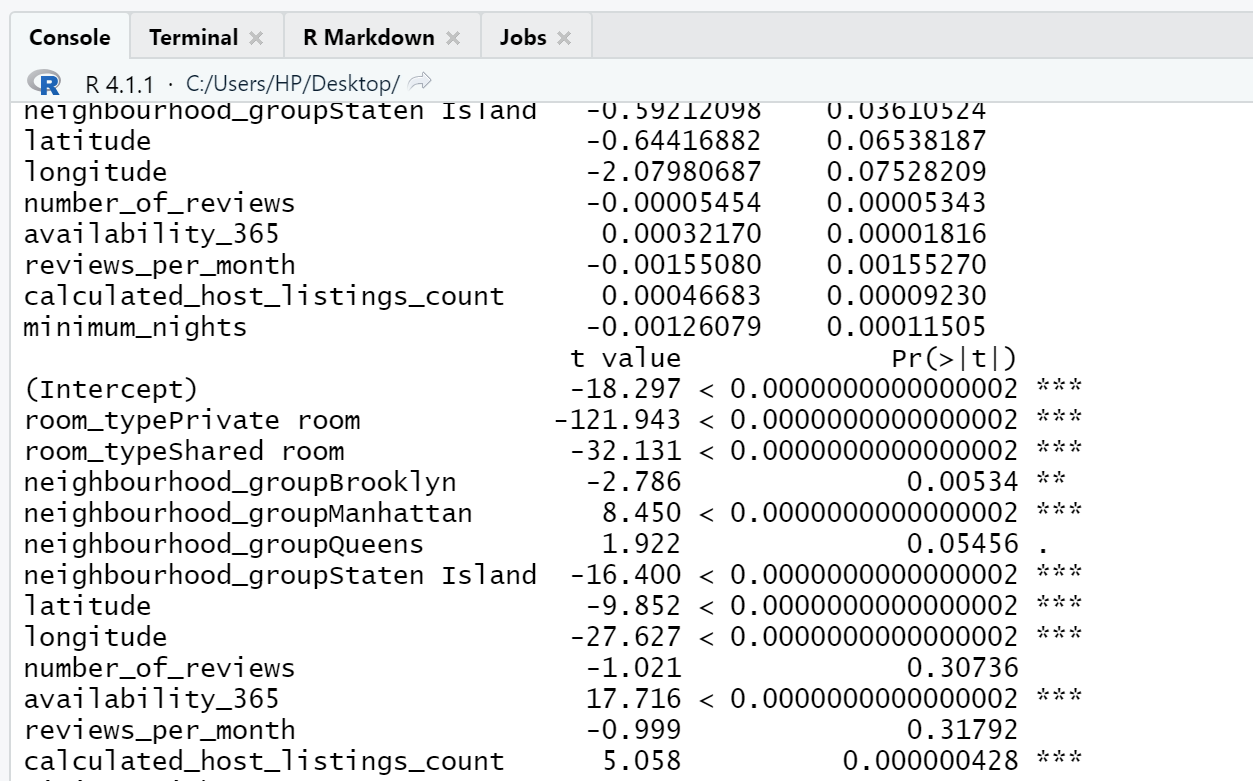 Console Terminal × R Markdown × Jobs ×
R R 4.1.1 · C:/Users/HP/Desktop/
neighbourhood_groupStaten Island -0.59212098 0.03610524
latitude -0.64416882 0.06538187
longitude -2.07980687 0.07528209
number_of_reviews -0.00005454 0.00005343
availability_365 0.00032170 0.00001816
reviews_per_month -0.00155080 0.00155270
calculated_host_listings_count 0.00046683 0.00009230
minimum_nights -0.00126079 0.00011505
t value Pr(>|t|)
(Intercept) -18.297 < 0.0000000000000002 ***
room_typePrivate room -121.943 < 0.0000000000000002 ***
room_typeShared room -32.131 < 0.0000000000000002 ***
neighbourhood_groupBrooklyn -2.786 0.00534 **
neighbourhood_groupManhattan 8.450 < 0.0000000000000002 ***
neighbourhood_groupQueens 1.922 0.05456 .
neighbourhood_groupStaten Island -16.400 < 0.0000000000000002 ***
latitude -9.852 < 0.0000000000000002 ***
longitude -27.627 < 0.0000000000000002 ***
number_of_reviews -1.021 0.30736
availability_365 17.716 < 0.0000000000000002 ***
reviews_per_month -0.999 0.31792
calculated_host_listings_count 5.058 0.000000428 ***